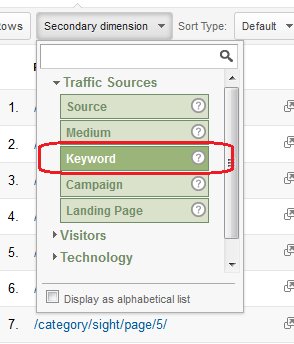 ows
Secondary dimension
Sort Type:
Default
Traffic Sources
1.
Source
?
2.
Medium
?
Keyword
?
3.
Campaign
?
4.
Landing Page
?
5.
Visitors
6.
Technology
Display as alphabetical list
7.
/category/sight/page/5/